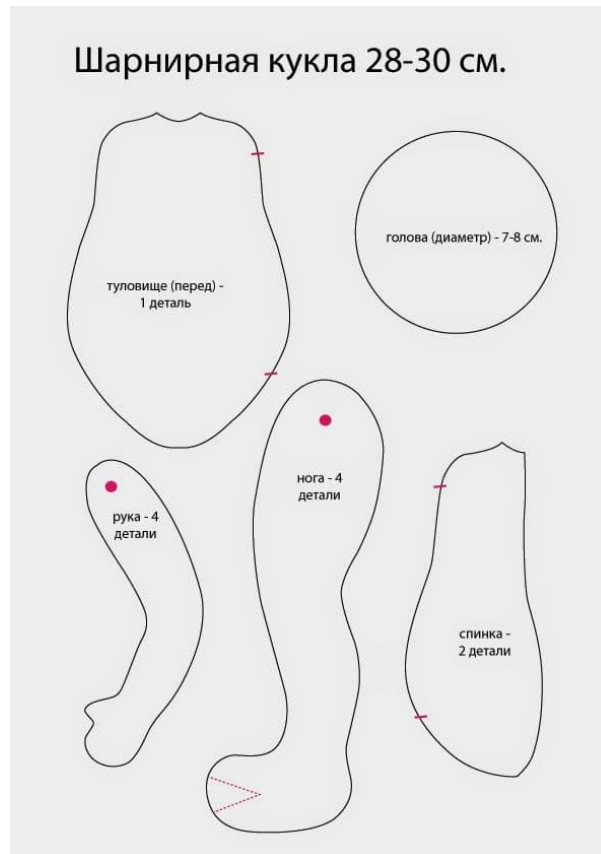 Шарнирная кукла 28-30 см.
туловище (перед) -
1 деталь
голова (диаметр) - 7-8 см.
нога - 4
детали
рука - 4
детали
спинка -
2 детали